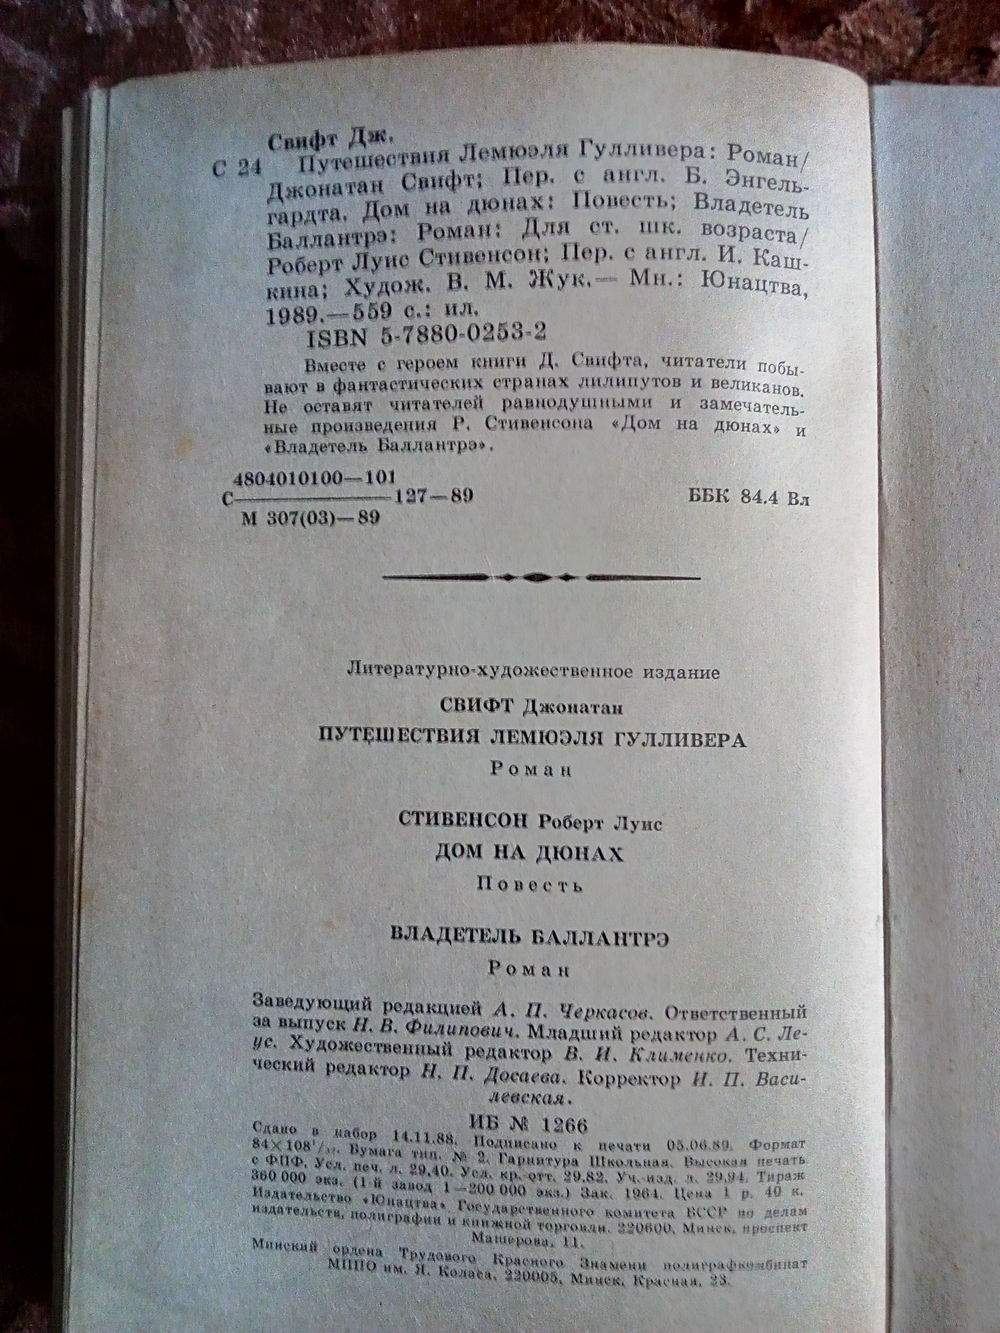 Свифт Дж.
С 24 Путешествия Лемюэля Гулливера: Роман/
Джонатан Свифт; Пер. с англ. Б. Энгель-
гардта. Дом на дюнах: Повесть; Владетель
Баллантрэ: Роман: Для ст. шк. возраста/
Роберт Луис Стивенсон; Пер. с англ. И. Каш-
кина; Худож. В. М. Жук.— Мн.: Юнацтва,
1989.—559 с.: ил.
ISBN 5-7880-0253-2
Вместе с героем книги Д. Свифта, читатели побы-
вают в фантастических странах лилипутов и великанов.
Не оставят читателей равнодушными и замечатель-
ные произведения Р. Стивенсона «Дом на дюнах» и
«Владетель Баллантрэ».
4804010100—101
С————127—89 ББК 84.4 Вл
М 307(03)—89
Литературно-художественное издание
СВИФТ Джонатан
ПУТЕШЕСТВИЯ ЛЕМЮЭЛЯ ГУЛЛИВЕРА
Роман
СТИВЕНСОН Роберт Луис
ДОМ НА ДЮНАХ
Повесть
ВЛАДЕТЕЛЬ БАЛЛАНТРЭ
Роман
Заведующий редакцией А. П. Черкасов. Ответственный
за выпуск Н. В. Филипович. Младший редактор А. С. Ле-
ус. Художественный редактор В. И. Клименко. Техни-
ческий редактор Н. П. Досаева. Корректор Н. П. Васи-
левская.
ИБ № 1266
Сдано в набор 14.11.88. Подписано к печати 05.06.89. Формат
84×108¹/₃₂. Бумага тип. № 2. Гарнитура Школьная. Высокая печать
с ФПФ. Усл. печ. л. 29,40. Усл. кр.-отт. 29,82. Уч.-изд. л. 29,94. Тираж
360 000 экз. (1-й завод 1—200 000 экз.) Зак. 1964. Цена 1 р. 40 к.
Издательство «Юнацтва» Государственного комитета БССР по делам
издательств, полиграфии и книжной торговли. 220600, Минск, проспект
Машерова, 11.
Минский ордена Трудового Красного Знамени полиграфкомбинат
МППО им. Я. Коласа. 220005, Минск, Красная, 23.